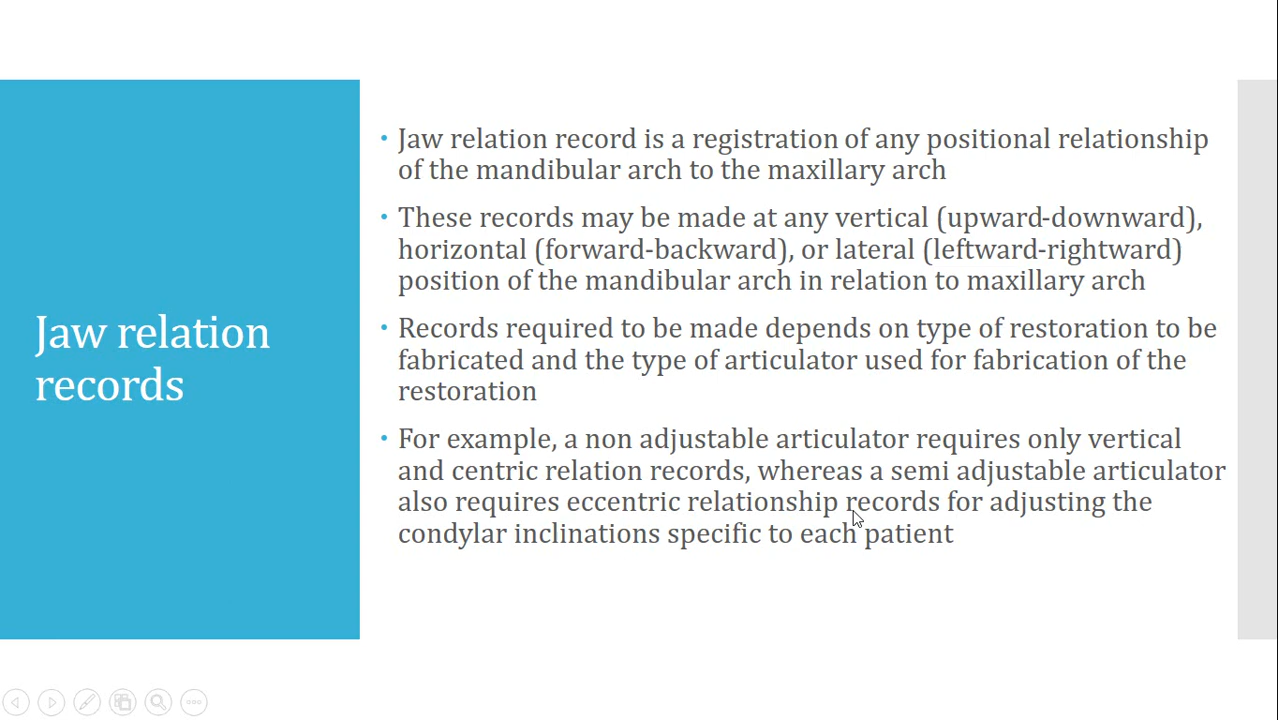 Jaw relation
records
• Jaw relation record is a registration of any positional relationship
of the mandibular arch to the maxillary arch
• These records may be made at any vertical (upward-downward),
horizontal (forward-backward), or lateral (leftward-rightward)
position of the mandibular arch in relation to maxillary arch
• Records required to be made depends on type of restoration to be
fabricated and the type of articulator used for fabrication of the
restoration
• For example, a non adjustable articulator requires only vertical
and centric relation records, whereas a semi adjustable articulator
also requires eccentric relationship records for adjusting the
condylar inclinations specific to each patient